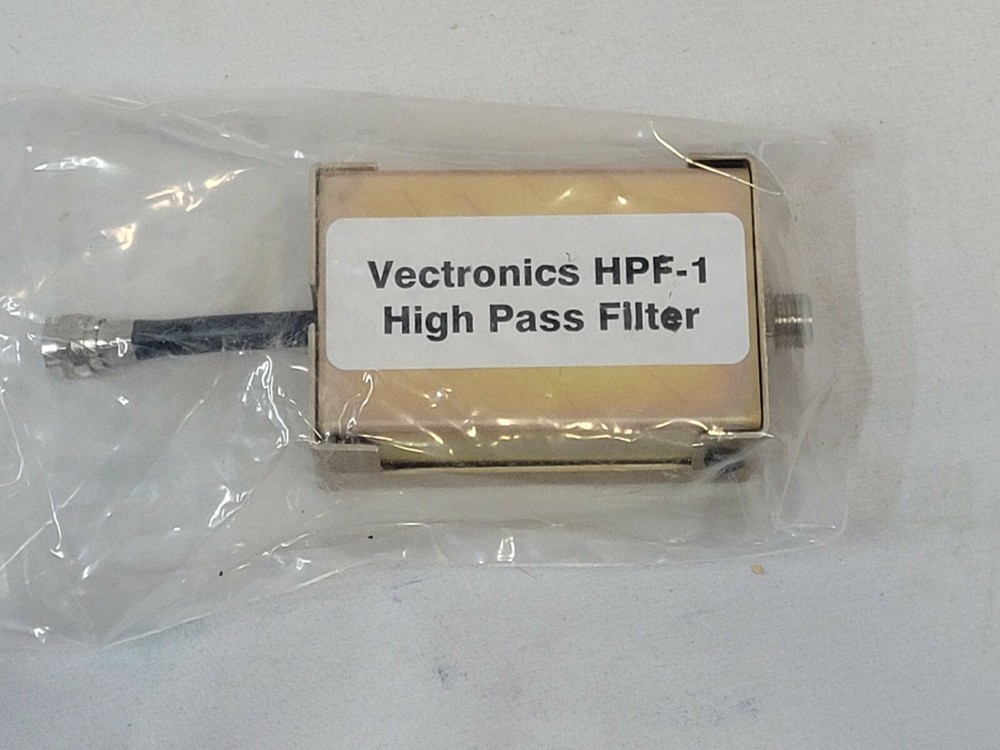 Vectronics HPF-1
High Pass Filter